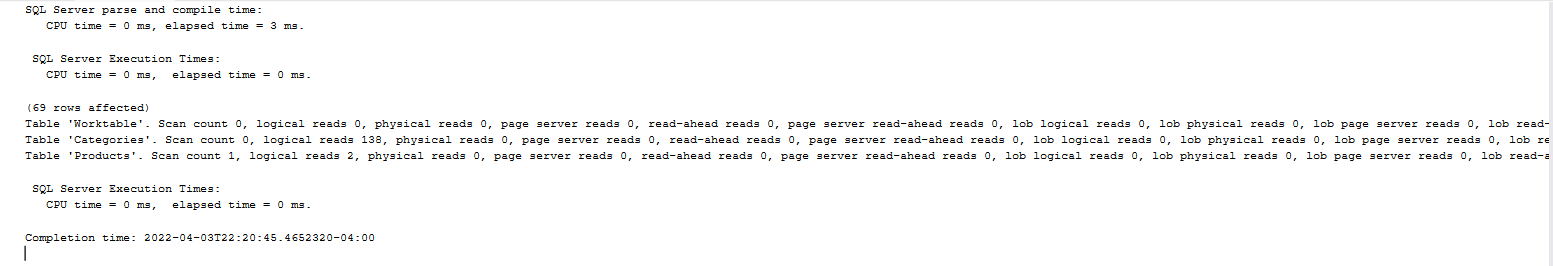 SQL Server parse and compile time:
CPU time = 0 ms, elapsed time = 3 ms.
SQL Server Execution Times:
CPU time = 0 ms,  elapsed time = 0 ms.
(69 rows affected)
Table 'Worktable'. Scan count 0, logical reads 0, physical reads 0, page server reads 0, read-ahead reads 0, page server read-ahead reads 0, lob logical reads 0, lob physical reads 0, lob page server reads 0, lob read-
Table 'Categories'. Scan count 0, logical reads 138, physical reads 0, page server reads 0, read-ahead reads 0, page server read-ahead reads 0, lob logical reads 0, lob physical reads 0, lob page server reads 0, lob re
Table 'Products'. Scan count 1, logical reads 2, physical reads 0, page server reads 0, read-ahead reads 0, page server read-ahead reads 0, lob logical reads 0, lob physical reads 0, lob page server reads 0, lob read-a
SQL Server Execution Times:
CPU time = 0 ms,  elapsed time = 0 ms.
Completion time: 2022-04-03T22:20:45.4652320-04:00